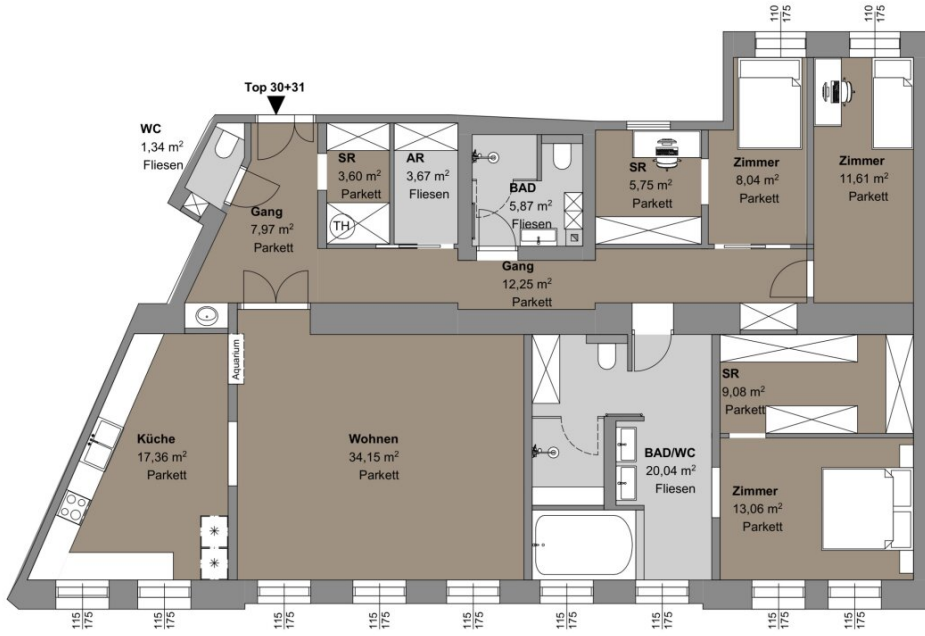 110
175
110
175
Top 30+31
WC
1,34 m²
Fliesen
SR
3,60 m²
Parkett
AR
3,67 m²
Fliesen
BAD
5,87 m²
Fliesen
SR
5,75 m²
Parkett
Zimmer
8,04 m²
Parkett
Zimmer
11,61 m²
Parkett
Gang
7,97 m²
Parkett
TH
Gang
12,25 m²
Parkett
Aquarium
Küche
17,36 m²
Parkett
Wohnen
34,15 m²
Parkett
BAD/WC
20,04 m²
Fliesen
SR
9,08 m²
Parkett
Zimmer
13,06 m²
Parkett
115
175
115
175
115
175
115
175
115
175
115
175
115
175
115
175
115
175